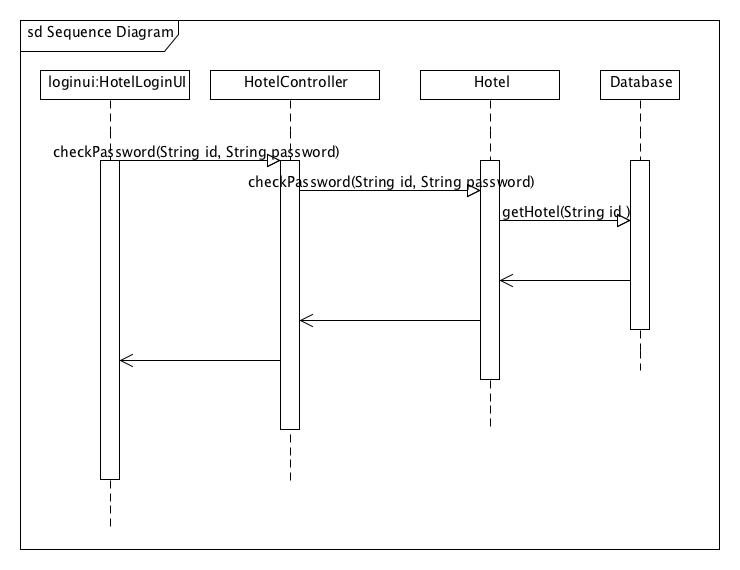 sd Sequence Diagram
loginui:HotelLoginUI
HotelController
Hotel
Database
checkPassword(String id, String password)
checkPassword(String id, String password)
getHotel(String id )